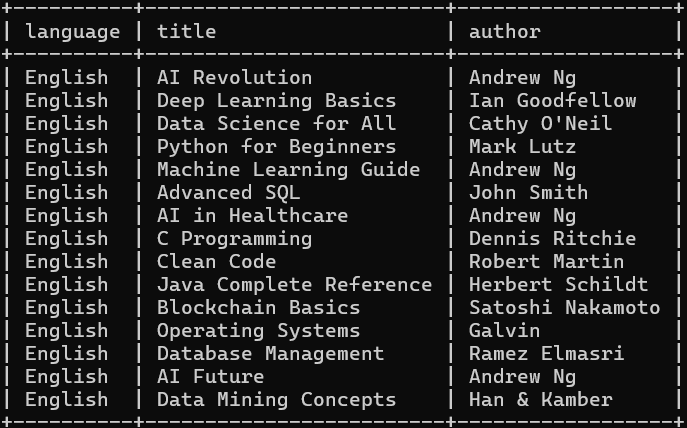 +----------+-------------------------+------------------+
| language | title                   | author           |
+----------+-------------------------+------------------+
| English  | AI Revolution           | Andrew Ng        |
| English  | Deep Learning Basics    | Ian Goodfellow   |
| English  | Data Science for All    | Cathy O'Neil     |
| English  | Python for Beginners    | Mark Lutz        |
| English  | Machine Learning Guide  | Andrew Ng        |
| English  | Advanced SQL            | John Smith       |
| English  | AI in Healthcare        | Andrew Ng        |
| English  | C Programming           | Dennis Ritchie   |
| English  | Clean Code              | Robert Martin    |
| English  | Java Complete Reference | Herbert Schildt  |
| English  | Blockchain Basics       | Satoshi Nakamoto |
| English  | Operating Systems       | Galvin           |
| English  | Database Management     | Ramez Elmasri    |
| English  | AI Future               | Andrew Ng        |
| English  | Data Mining Concepts    | Han & Kamber     |
+----------+-------------------------+------------------+